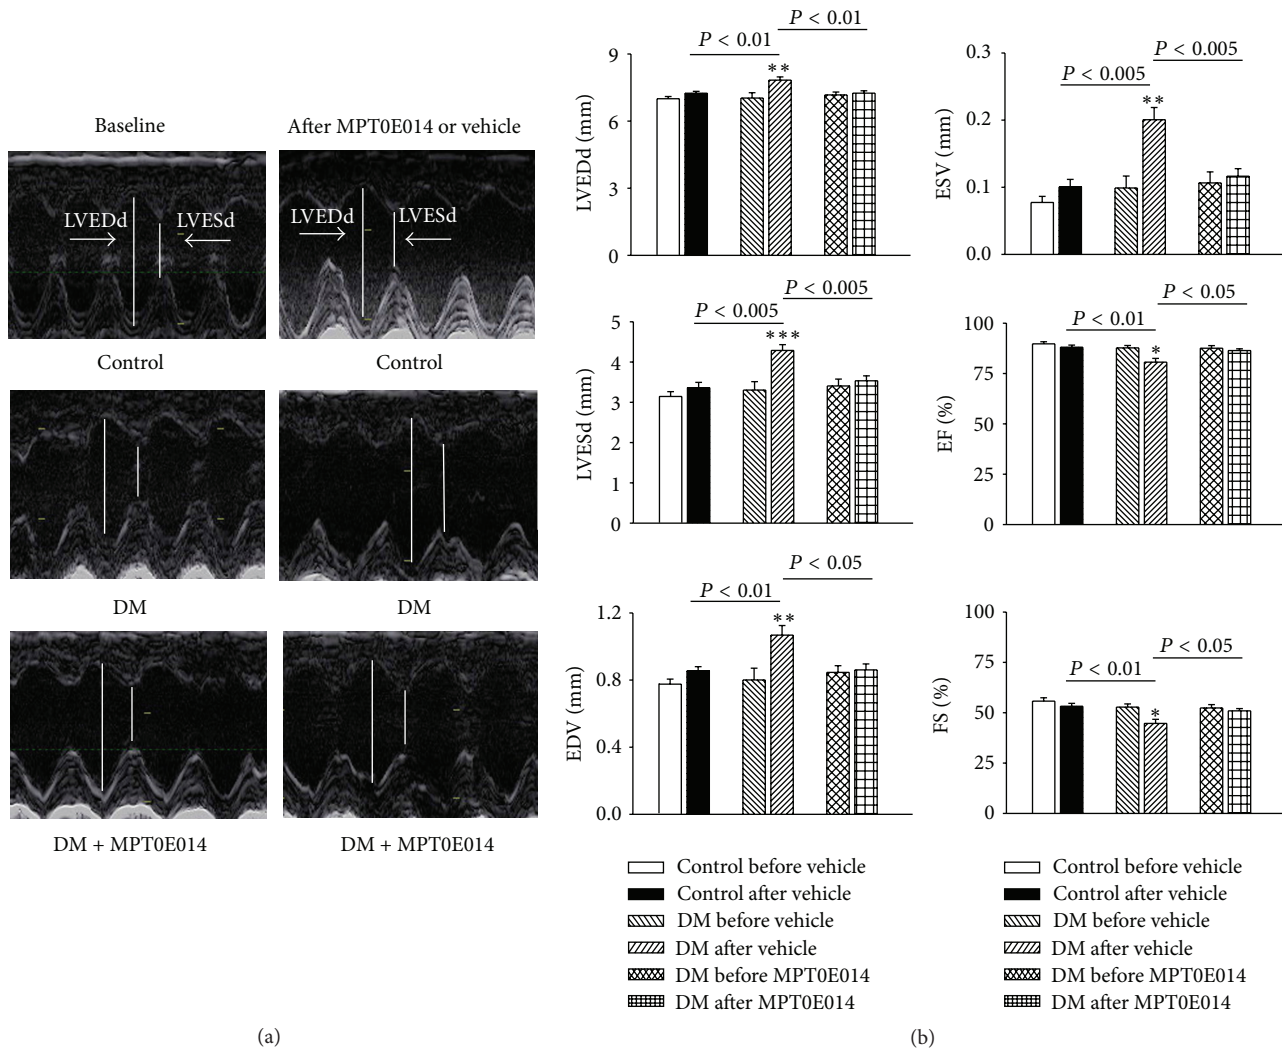 Baseline
After MPT0E014 or vehicle
LVEDd
LVESd
LVEDd
LVESd
Control
Control
DM
DM
DM + MPT0E014
DM + MPT0E014
(a)
P < 0.01
P < 0.01
**
9
6
3
0
LVEDd (mm)
P < 0.005
P < 0.005
***
5
4
3
2
1
0
LVESd (mm)
P < 0.05
P < 0.01
**
1.2
0.8
0.4
0.0
EDV (mm)
Control before vehicle
Control after vehicle
DM before vehicle
DM after vehicle
DM before MPT0E014
DM after MPT0E014
P < 0.005
P < 0.005
**
0.3
0.2
0.1
0.0
ESV (mm)
P < 0.05
P < 0.01
*
100
75
50
25
0
EF (%)
P < 0.05
P < 0.01
*
100
75
50
25
0
FS (%)
Control before vehicle
Control after vehicle
DM before vehicle
DM after vehicle
DM before MPT0E014
DM after MPT0E014
(b)